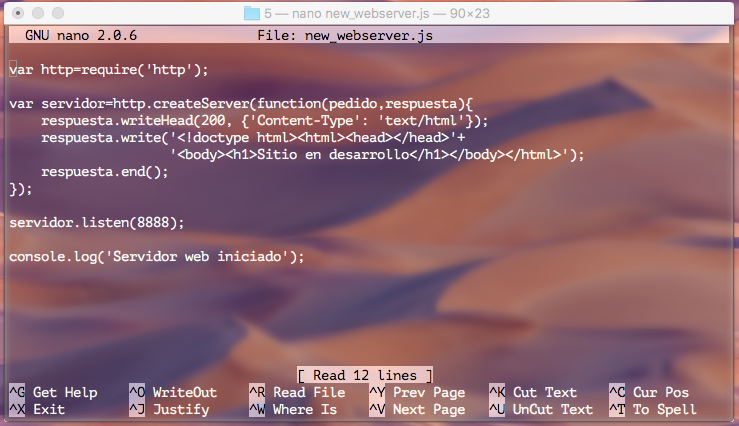 5 — nano new_webserver.js — 90×23
GNU nano 2.0.6 File: new_webserver.js
var http=require('http');
var servidor=http.createServer(function(pedido,respuesta){
respuesta.writeHead(200, {'Content-Type': 'text/html'});
respuesta.write('<!doctype html><html><head></head>'+
'<body><h1>Sitio en desarrollo</h1></body></html>');
respuesta.end();
});
servidor.listen(8888);
console.log('Servidor web iniciado');
[ Read 12 lines ]
^G Get Help ^O WriteOut ^R Read File ^Y Prev Page ^K Cut Text ^C Cur Pos
^X Exit ^J Justify ^W Where Is ^V Next Page ^U UnCut Text ^T To Spell